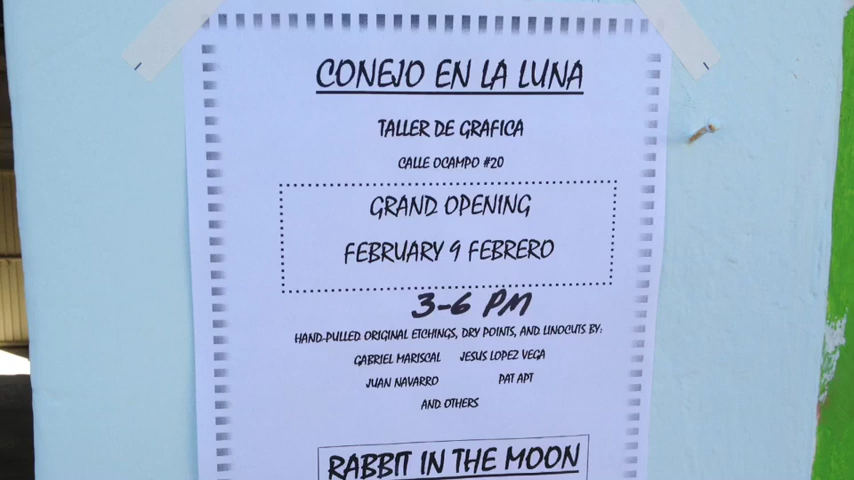 CONEJO EN LA LUNA
TALLER DE GRAFICA
CALLE OCAMPO #20
GRAND OPENING
FEBRUARY 9 FEBRERO
3-6 PM
HAND-PULLED ORIGINAL ETCHINGS, DRY POINTS, AND LINOCUTS BY:
GABRIEL MARISCAL JESUS LOPEZ VEGA
JUAN NAVARRO PAT APT
AND OTHERS
RABBIT IN THE MOON